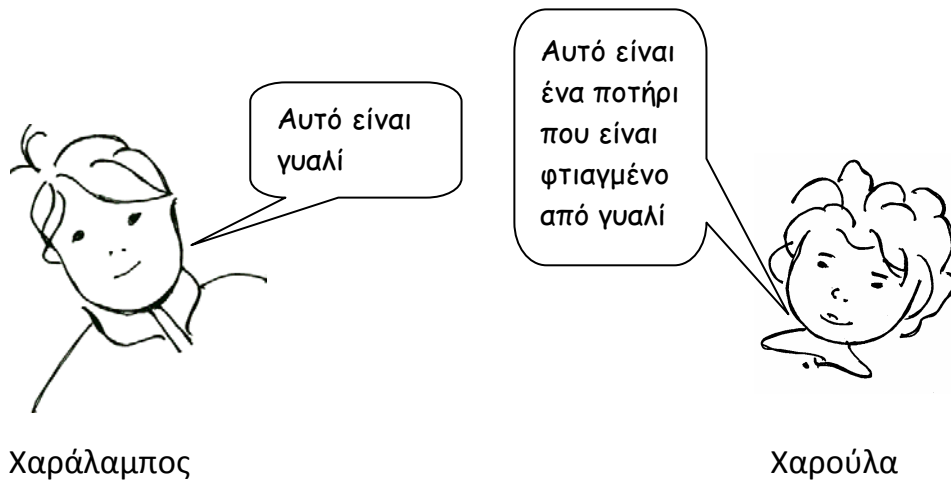 Αυτό είναι
γυαλί
Αυτό είναι
ένα ποτήρι
που είναι
φτιαγμένο
από γυαλί
Χαράλαμπος
Χαρούλα